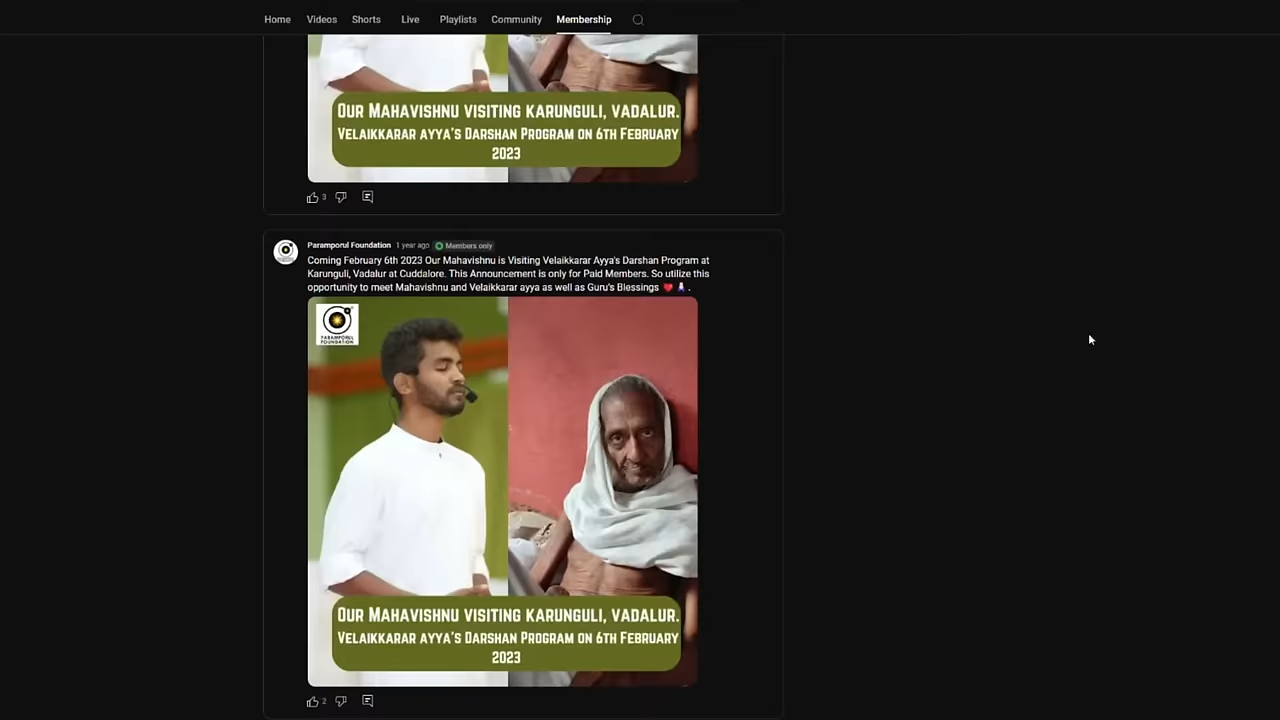 Home Videos Shorts Live Playlists Community Membership
OUR MAHAVISHNU VISITING KARUNGULI, VADALUR.
VELAIKKARAR AYYA'S DARSHAN PROGRAM ON 6TH FEBRUARY
2023
3
Paramporul Foundation 1 year ago Members only
Coming February 6th 2023 Our Mahavishnu is Visiting Velaikkarar Ayya's Darshan Program at
Karunguli, Vadalur at Cuddalore. This Announcement is only for Paid Members. So utilize this
opportunity to meet Mahavishnu and Velaikkarar ayya as well as Guru's Blessings ❤️ .
PARAMPORUL
FOUNDATION
OUR MAHAVISHNU VISITING KARUNGULI, VADALUR.
VELAIKKARAR AYYA'S DARSHAN PROGRAM ON 6TH FEBRUARY
2023
2